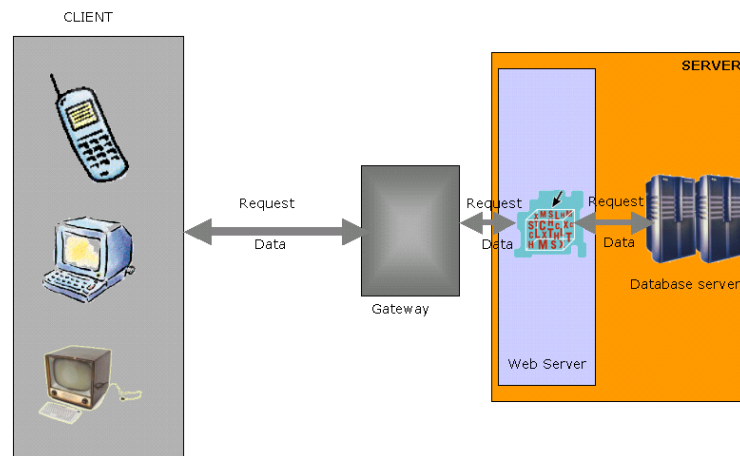 CLIENT
SERVER
Request
Data
Gateway
Request
Data
Request
Data
Database server
Web Server